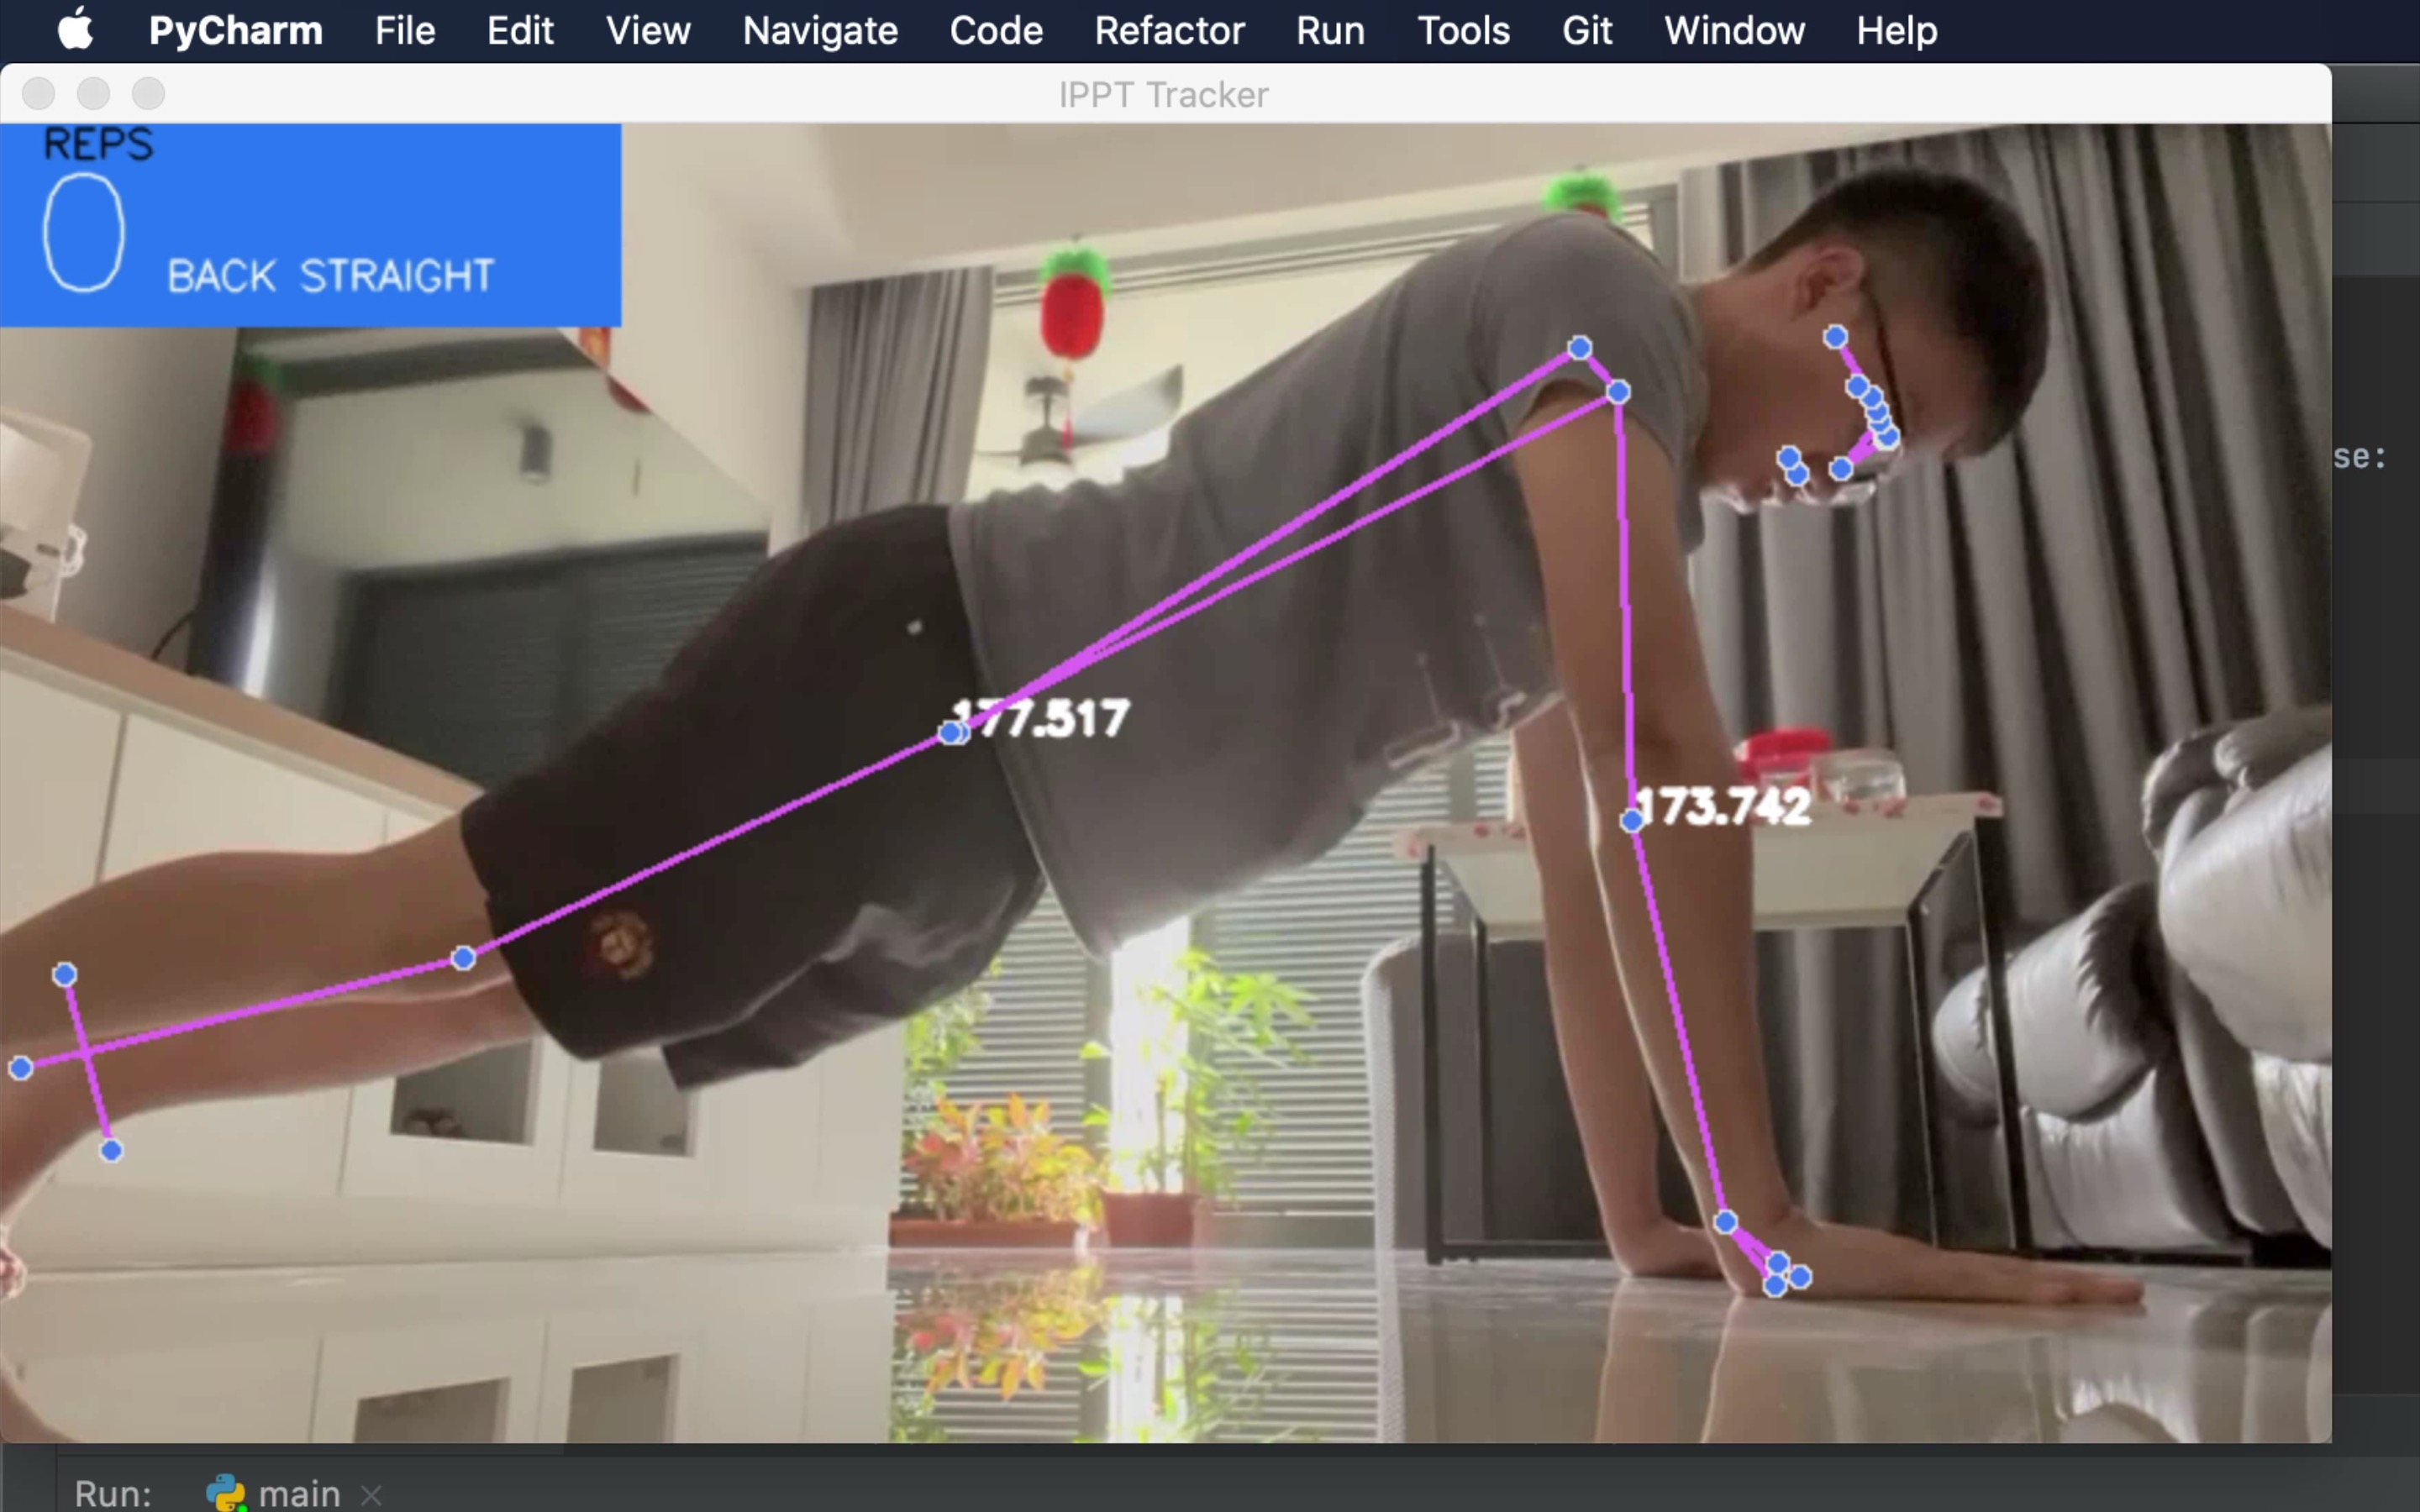 PyCharm File Edit View Navigate Code Refactor Run Tools Git Window Help
IPPT Tracker
REPS
0
BACK STRAIGHT
se:
177.517
173.742
Run: main